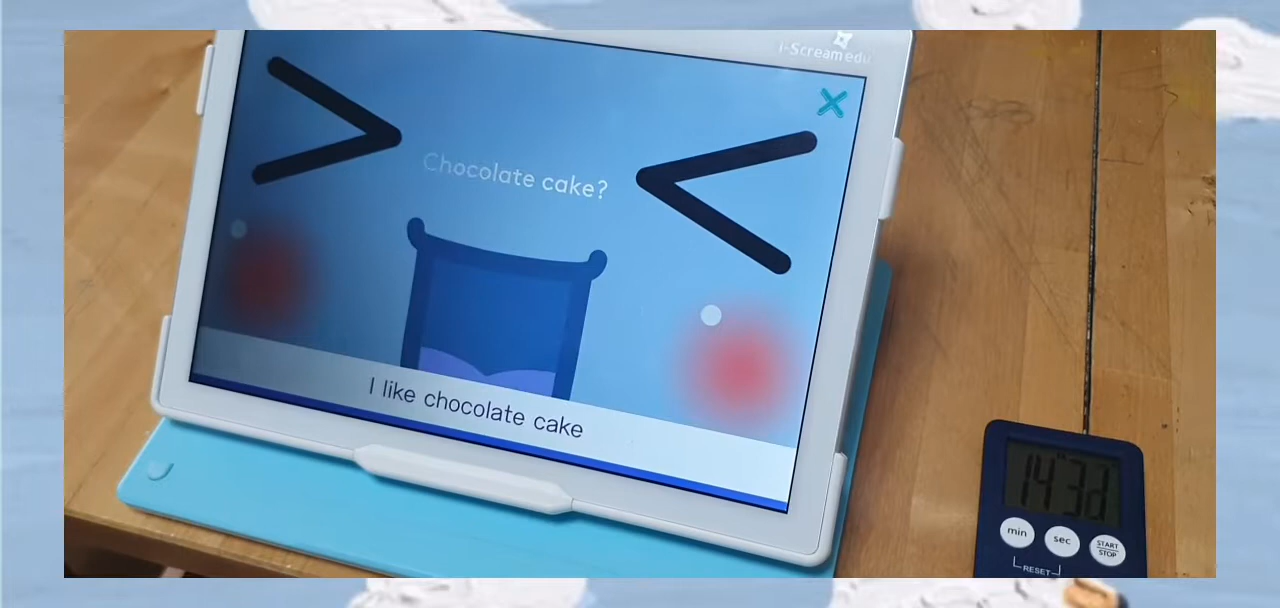 i-Scream edu
Chocolate cake?
I like chocolate cake
min
sec
START
STOP
RESET